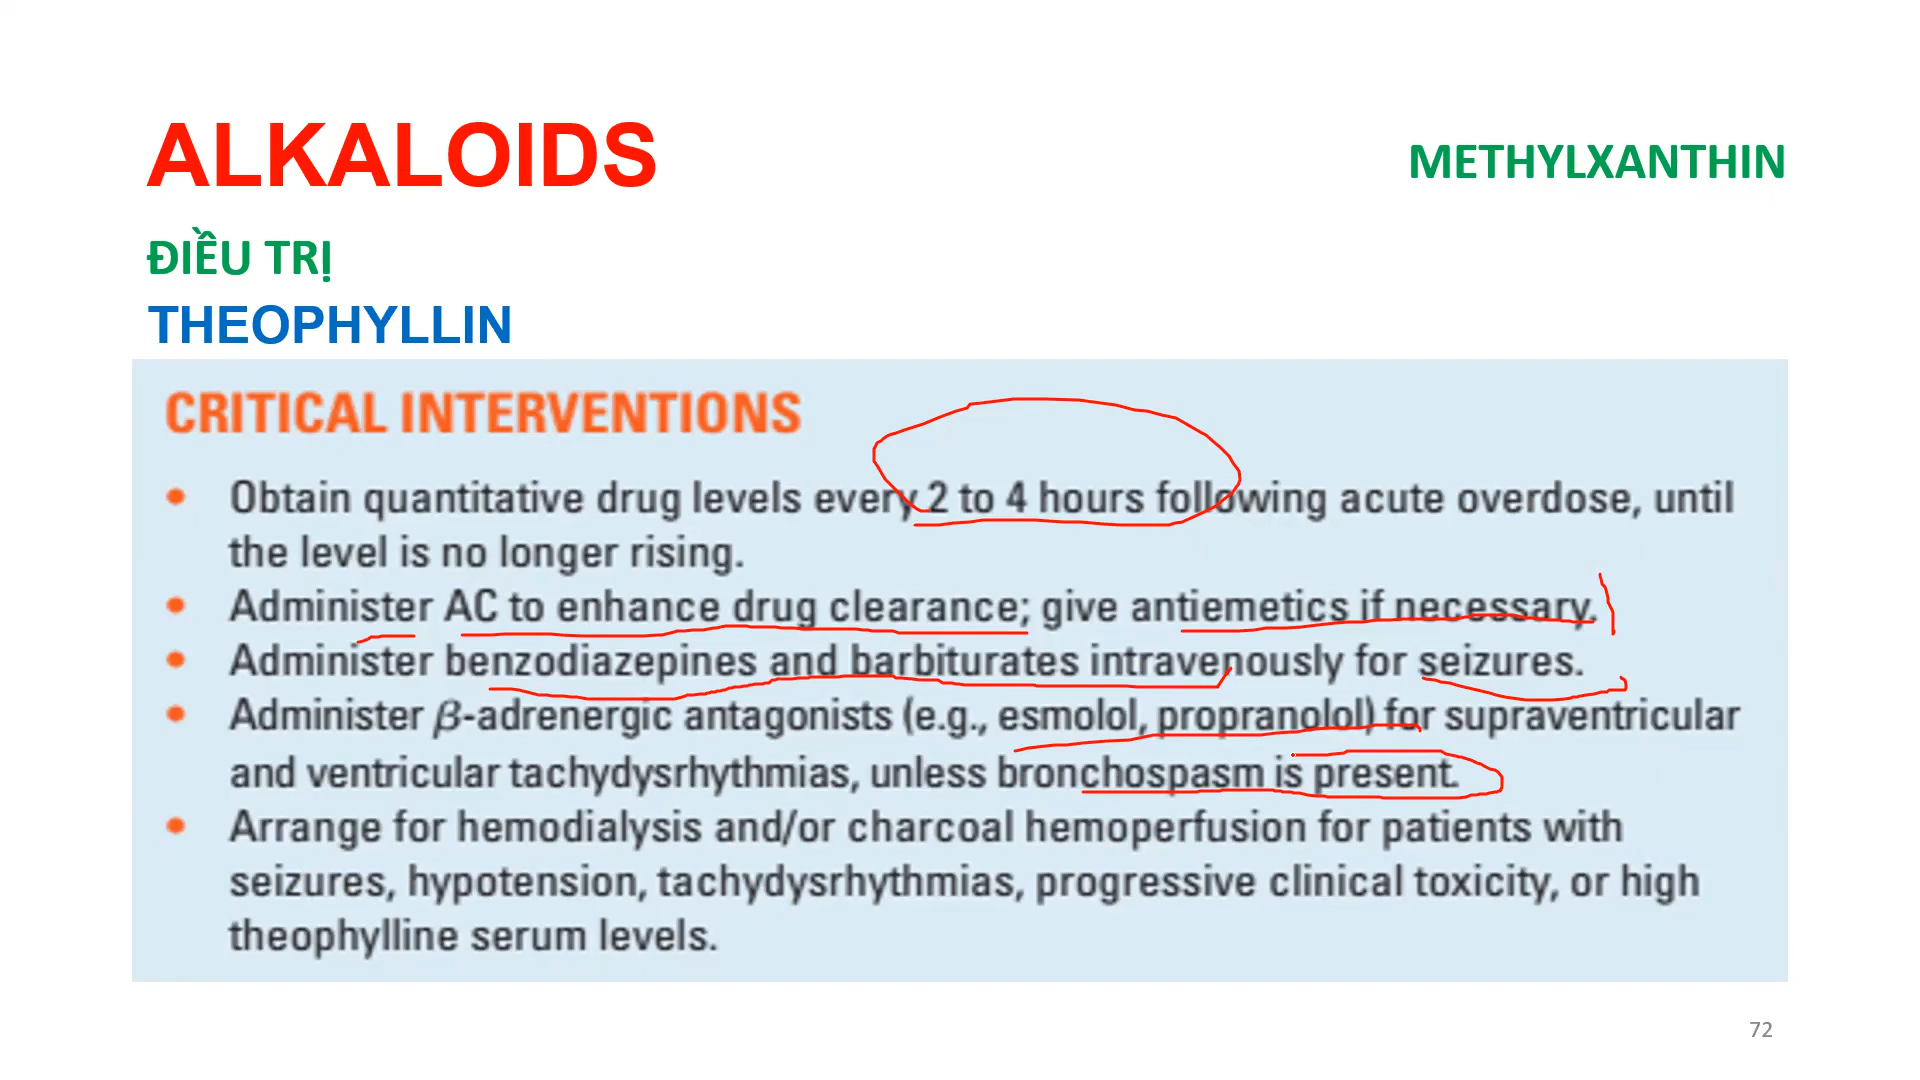 ALKALOIDS
METHYLXANTHIN
ĐIỀU TRỊ
THEOPHYLLIN
CRITICAL INTERVENTIONS
• Obtain quantitative drug levels every 2 to 4 hours following acute overdose, until
the level is no longer rising.
• Administer AC to enhance drug clearance; give antiemetics if necessary.
• Administer benzodiazepines and barbiturates intravenously for seizures.
• Administer β-adrenergic antagonists (e.g., esmolol, propranolol) for supraventricular
and ventricular tachydysrhythmias, unless bronchospasm is present.
• Arrange for hemodialysis and/or charcoal hemoperfusion for patients with
seizures, hypotension, tachydysrhythmias, progressive clinical toxicity, or high
theophylline serum levels.
72